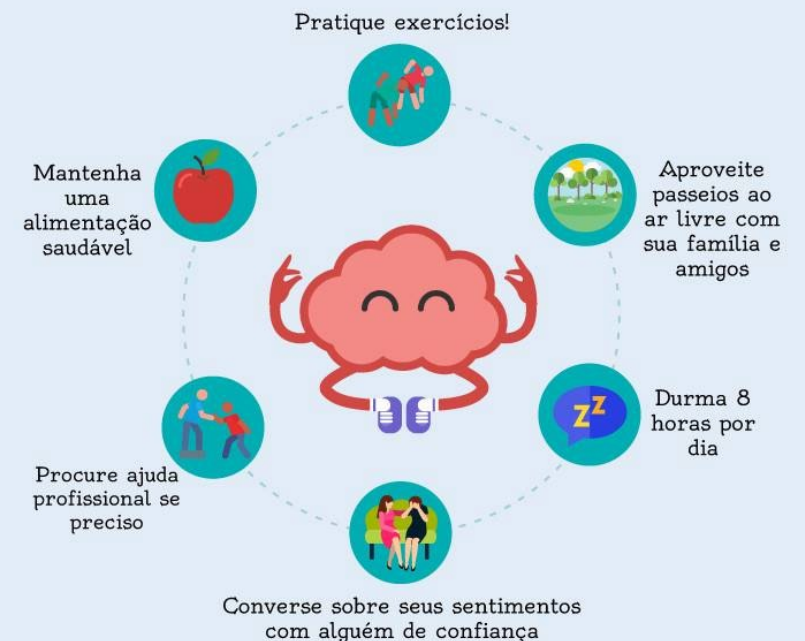 Pratique exercícios!
Aproveite
passeios ao
ar livre com
sua família e
amigos
Durma 8
horas por
dia
Converse sobre seus sentimentos
com alguém de confiança
Procure ajuda
profissional se
preciso
Mantenha
uma
alimentação
saudável
zz